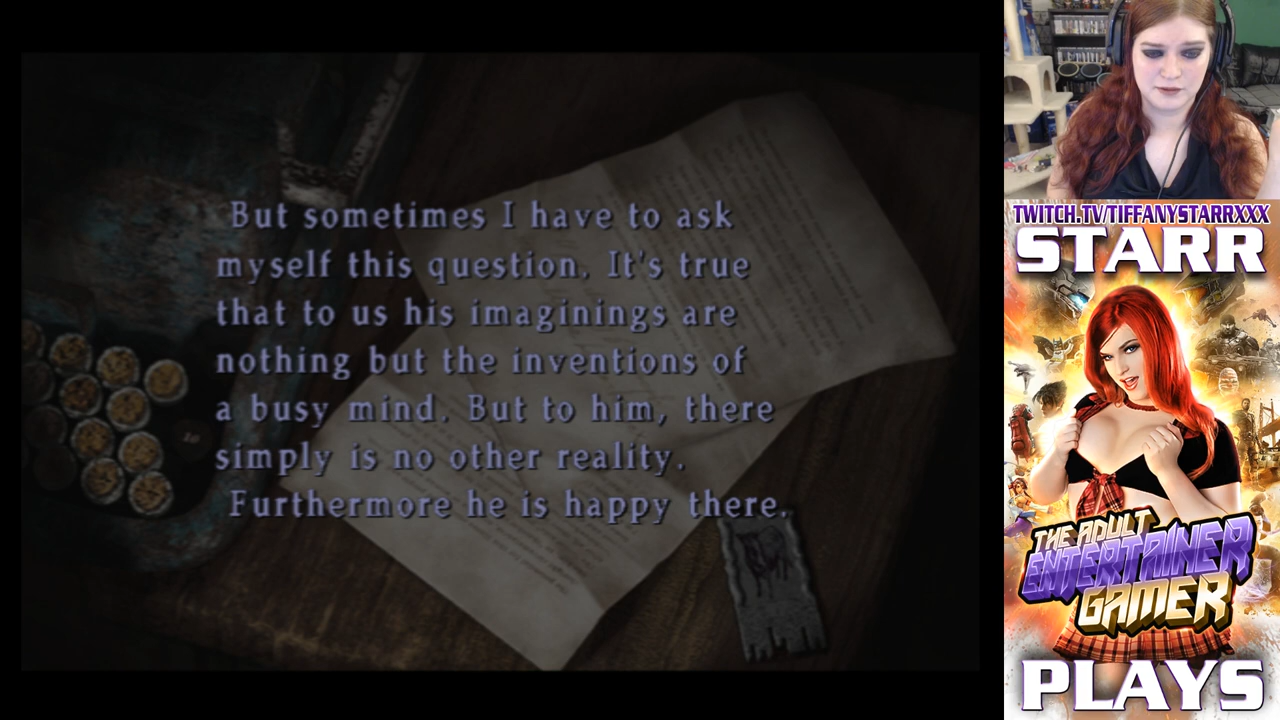 But sometimes I have to ask
myself this question. It's true
that to us his imaginings are
nothing but the inventions of
a busy mind. But to him, there
simply is no other reality.
Furthermore he is happy there.
TWITCH.TV/TIFFANYSTARRXXX
STARR
THE ADULT
ENTERTAINER
GAMER
PLAYS